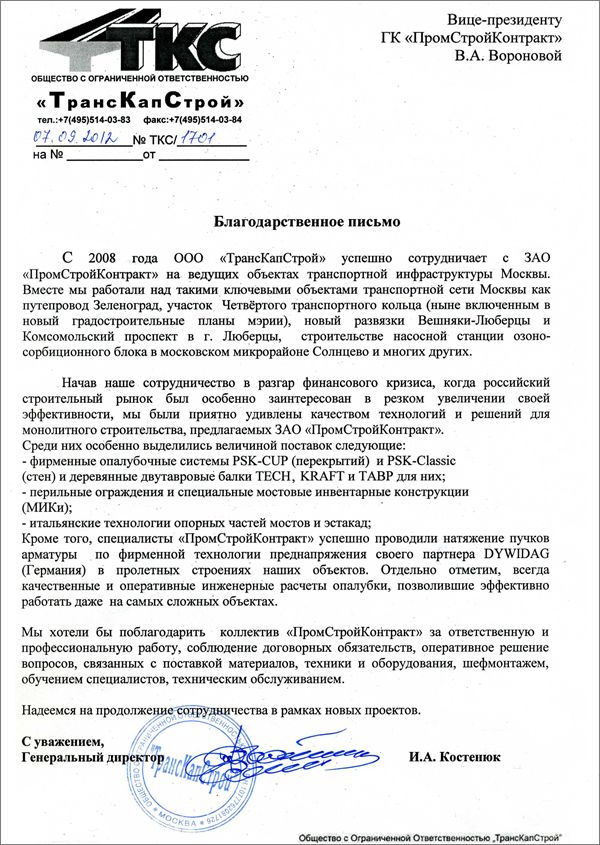 ТКС
ОБЩЕСТВО С ОГРАНИЧЕННОЙ ОТВЕТСТВЕННОСТЬЮ
«ТрансКапСтрой»
тел.:+7(495)514-03-83 факс:+7(495)514-03-84
07.09.2012 № ТКС/ 1701
на № от
Вице-президенту
ГК «ПромСтройКонтракт»
В.А. Вороновой
Благодарственное письмо
С 2008 года ООО «ТрансКапСтрой» успешно сотрудничает с ЗАО
«ПромСтройКонтракт» на ведущих объектах транспортной инфраструктуры Москвы.
Вместе мы работали над такими ключевыми объектами транспортной сети Москвы как
путепровод Зеленоград, участок Четвёртого транспортного кольца (ныне включенным в
новый градостроительные планы мэрии), новый развязки Вешняки-Люберцы и
Комсомольский проспект в г. Люберцы, строительстве насосной станции озоно-
сорбционного блока в московском микрорайоне Солнцево и многих других.
Начав наше сотрудничество в разгар финансового кризиса, когда российский
строительный рынок был особенно заинтересован в резком увеличении своей
эффективности, мы были приятно удивлены качеством технологий и решений для
монолитного строительства, предлагаемых ЗАО «ПромСтройКонтракт».
Среди них особенно выделились величиной поставок следующие:
- фирменные опалубочные системы PSK-CUP (перекрытий) и PSK-Classic
(стен) и деревянные двутавровые балки TECH, KRAFT и ТАВР для них;
- перильные ограждения и специальные мостовые инвентарные конструкции
(МИКи);
- итальянские технологии опорных частей мостов и эстакад;
Кроме того, специалисты «ПромСтройКонтракт» успешно проводили натяжение пучков
арматуры по фирменной технологии преднапряжения своего партнера DYWIDAG
(Германия) в пролетных строениях наших объектов. Отдельно отметим, всегда
качественные и оперативные инженерные расчеты опалубки, позволившие эффективно
работать даже на самых сложных объектах.
Мы хотели бы поблагодарить коллектив «ПромСтройКонтракт» за ответственную и
профессиональную работу, соблюдение договорных обязательств, оперативное решение
вопросов, связанных с поставкой материалов, техники и оборудования, шефмонтажем,
обучением специалистов, техническим обслуживанием.
Надеемся на продолжение сотрудничества в рамках новых проектов.
С уважением,
Генеральный директор И.А. Костенюк
ОБЩЕСТВО С ОГРАНИЧЕННОЙ ОТВЕТСТВЕННОСТЬЮ
"ТрансКапСтрой"
МОСКВА
Общество с Ограниченной Ответственностью „ТрансКапСтрой"